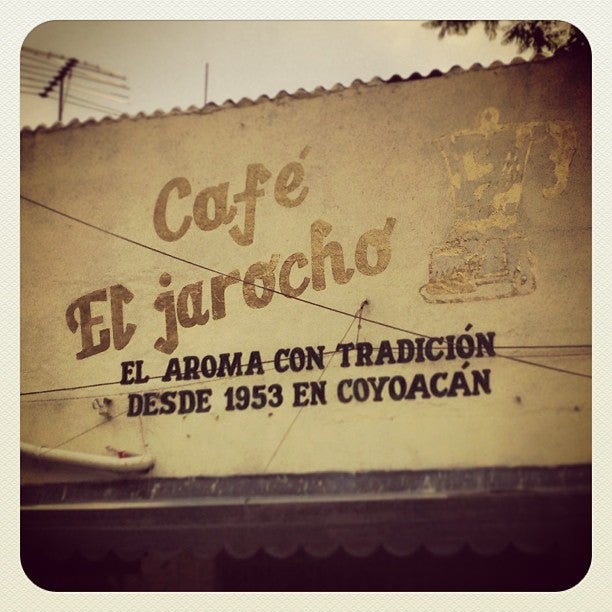 Café
El jarocho
EL AROMA CON TRADICIÓN
DESDE 1953 EN COYOACÁN